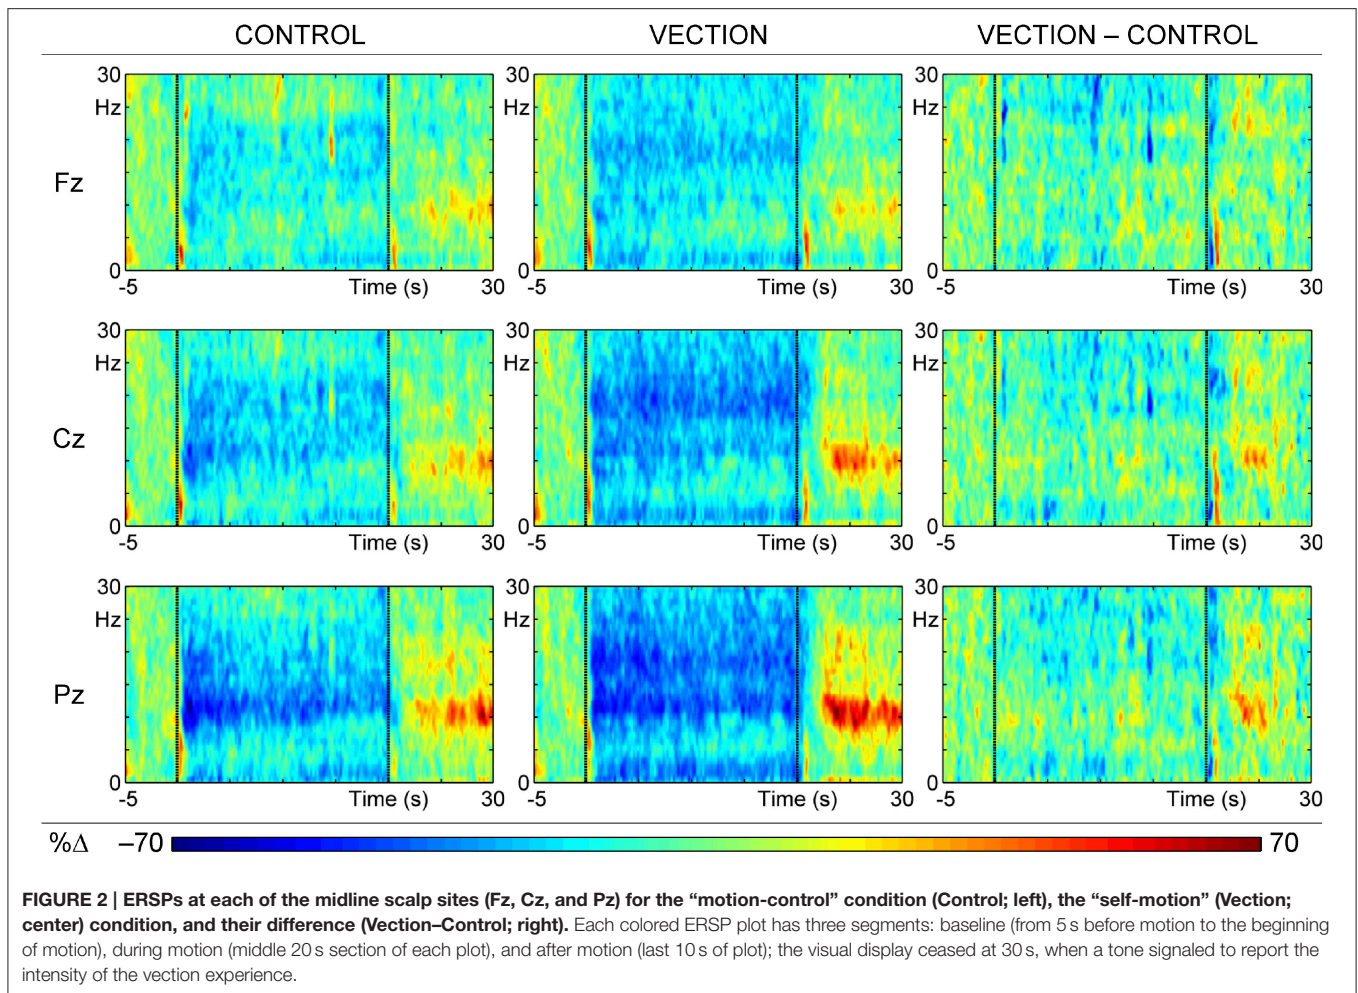 CONTROL VECTION VECTION – CONTROL
30 30 30
Hz Hz Hz
Fz
0 0 0
-5 Time (s) 30 -5 Time (s) 30 -5 Time (s) 30
30 30 30
Hz Hz Hz
Cz
0 0 0
-5 Time (s) 30 -5 Time (s) 30 -5 Time (s) 30
30 30 30
Hz Hz Hz
Pz
0 0 0
-5 Time (s) 30 -5 Time (s) 30 -5 Time (s) 30
%Δ –70 70
FIGURE 2 | ERSPs at each of the midline scalp sites (Fz, Cz, and Pz) for the “motion-control” condition (Control; left), the “self-motion” (Vection;
center) condition, and their difference (Vection–Control; right). Each colored ERSP plot has three segments: baseline (from 5 s before motion to the beginning
of motion), during motion (middle 20 s section of each plot), and after motion (last 10 s of plot); the visual display ceased at 30 s, when a tone signaled to report the
intensity of the vection experience.